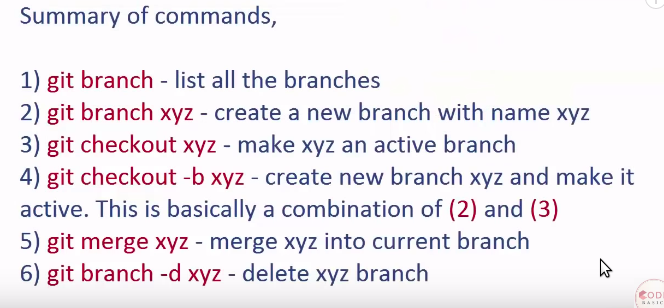 Summary of commands,
1) git branch - list all the branches
2) git branch xyz - create a new branch with name xyz
3) git checkout xyz - make xyz an active branch
4) git checkout -b xyz - create new branch xyz and make it
active. This is basically a combination of (2) and (3)
5) git merge xyz - merge xyz into current branch
6) git branch -d xyz - delete xyz branch